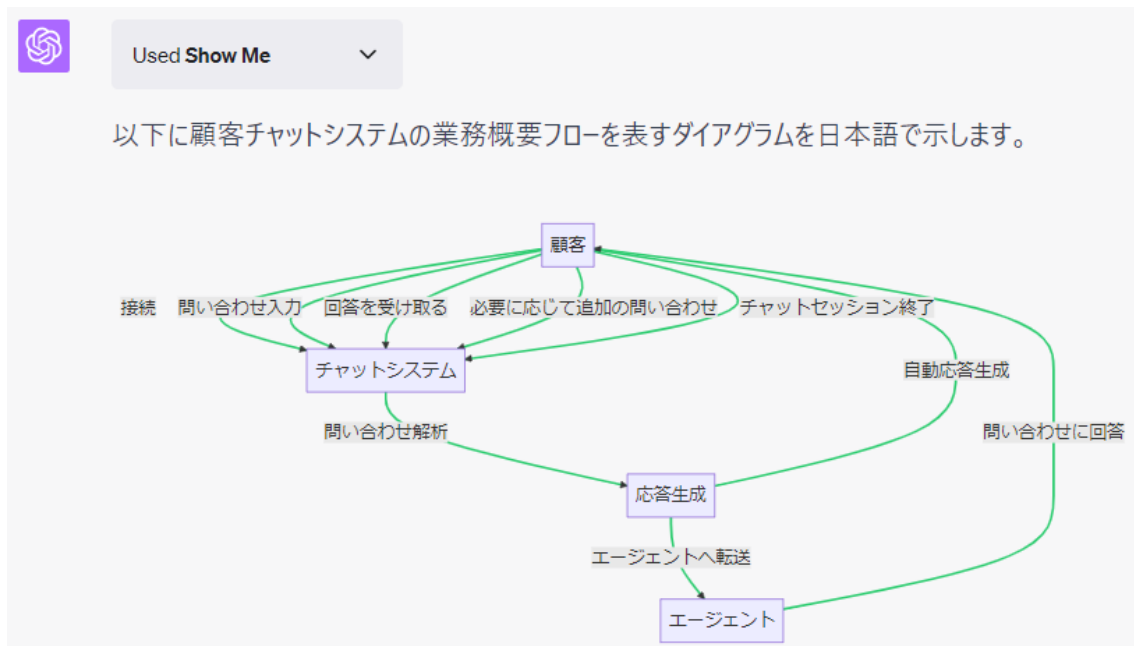 Used Show Me
以下に顧客チャットシステムの業務概要フローを表すダイアグラムを日本語で示します。
顧客
接続
問い合わせ入力
回答を受け取る
必要に応じて追加の問い合わせ
チャットセッション終了
チャットシステム
自動応答生成
問い合わせ解析
問い合わせに回答
応答生成
エージェントへ転送
エージェント